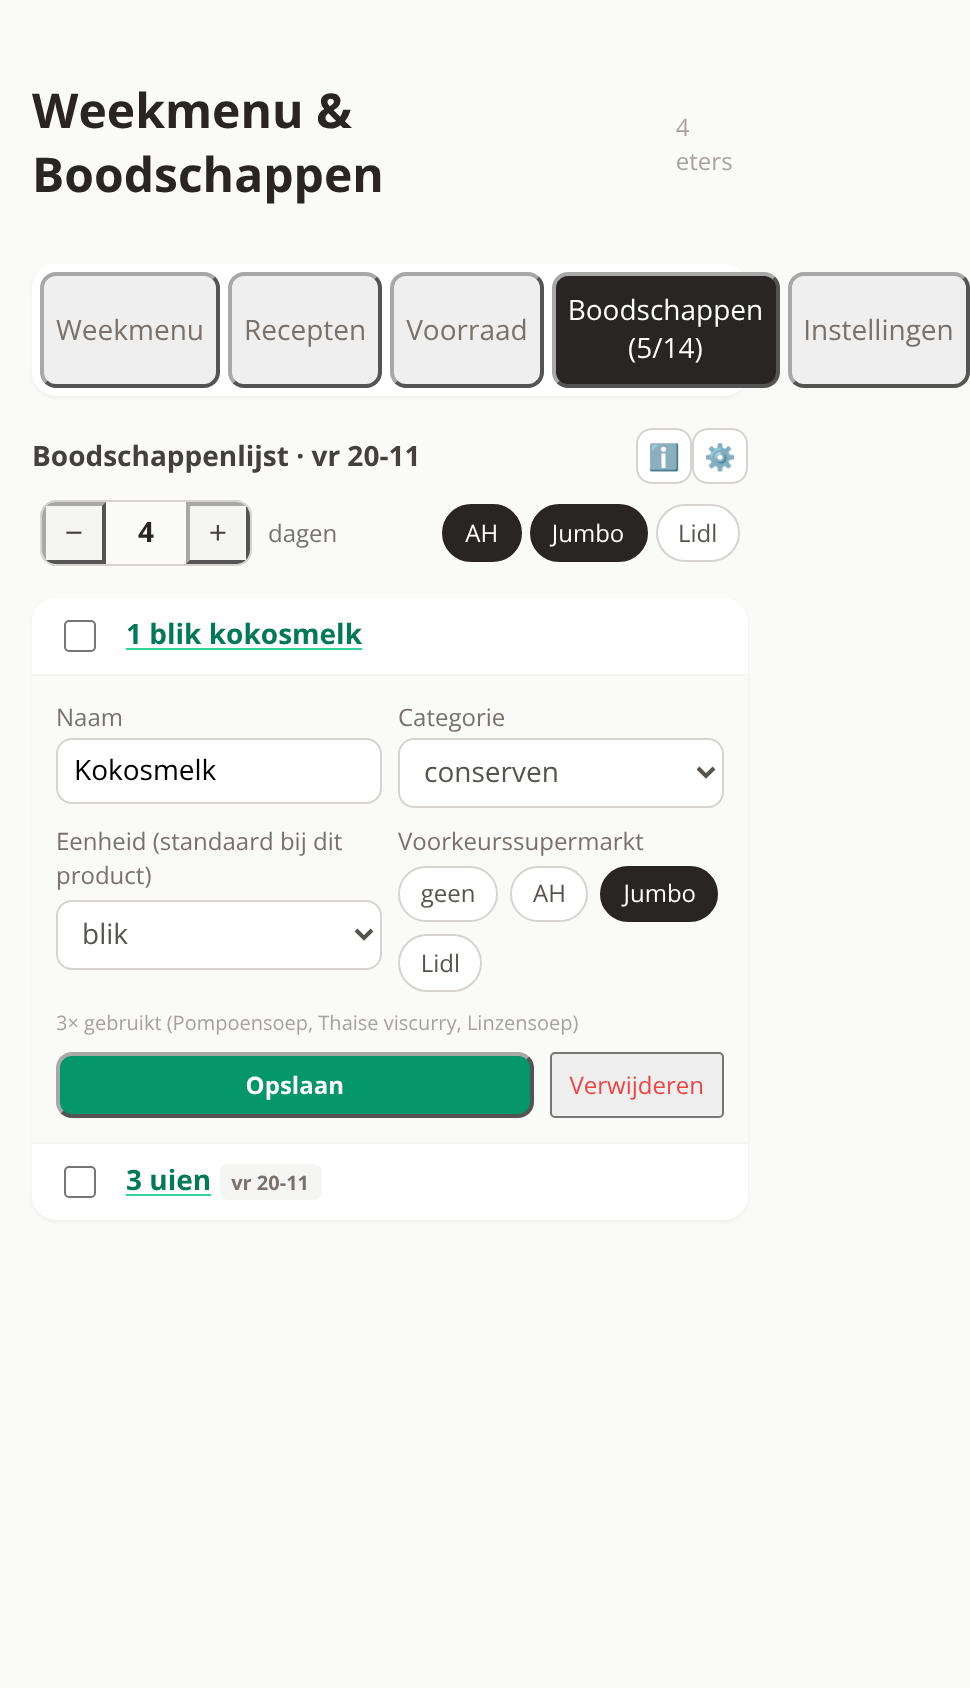 Weekmenu &
Boodschappen
4
eters
Weekmenu Recepten Voorraad Boodschappen (5/14) Instellingen
Boodschappenlijst · vr 20-11 ℹ️ ⚙️
− 4 + dagen AH Jumbo Lidl
1 blik kokosmelk
Naam Categorie
Kokosmelk conserven
Eenheid (standaard bij dit
product)
blik
Voorkeurssupermarkt
geen AH Jumbo
Lidl
3× gebruikt (Pompoensoep, Thaise viscurry, Linzensoep)
Opslaan Verwijderen
3 uien vr 20-11